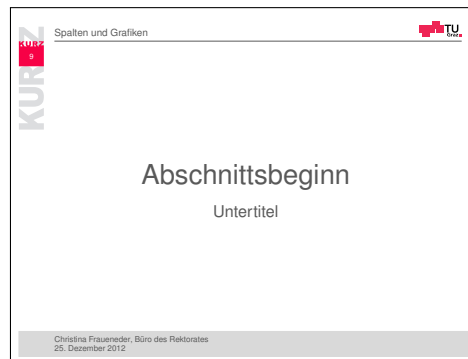 Spalten und Grafiken
TU
Graz
KURZ
9
KURZ
Abschnittsbeginn
Untertitel
Christina Fraueneder, Büro des Rektorates
25. Dezember 2012